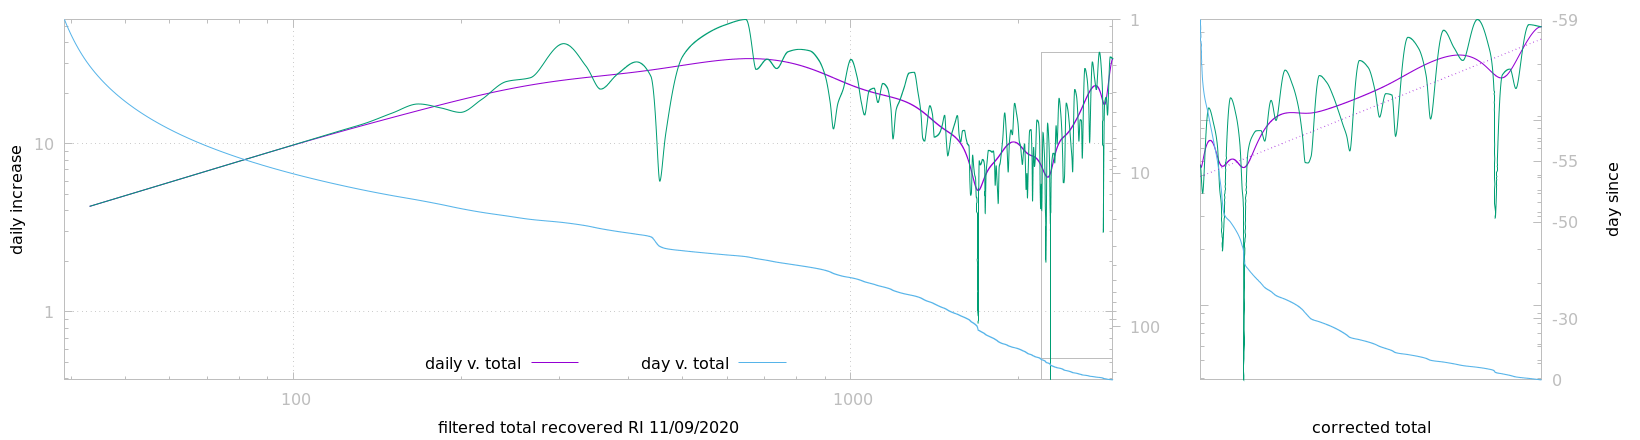 1
-59
10
daily increase
10
-55
-50
day since
1
100
-30
daily v. total
day v. total
0
100
1000
filtered total recovered RI 11/09/2020
corrected total